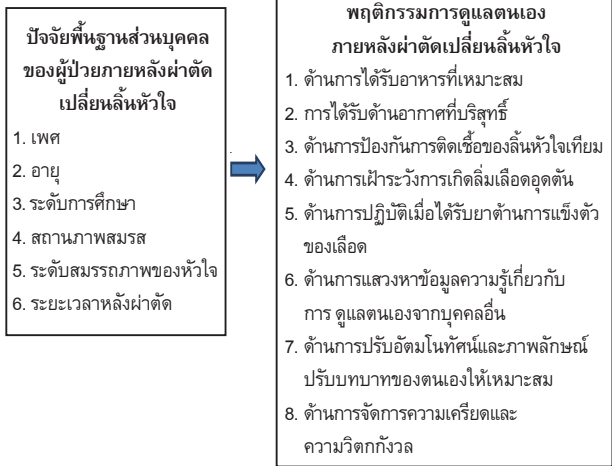 ปัจจัยพื้นฐานส่วนบุคคล
ของผู้ป่วยภายหลังผ่าตัด
เปลี่ยนลิ้นหัวใจ
1. เพศ
2. อายุ
3. ระดับการศึกษา
4. สถานภาพสมรส
5. ระดับสมรรถภาพของหัวใจ
6. ระยะเวลาหลังผ่าตัด
พฤติกรรมการดูแลตนเอง
ภายหลังผ่าตัดเปลี่ยนลิ้นหัวใจ
1. ด้านการได้รับอาหารที่เหมาะสม
2. การได้รับด้านอากาศที่บริสุทธิ์
3. ด้านการป้องกันการติดเชื้อของลิ้นหัวใจเทียม
4. ด้านการเฝ้าระวังการเกิดลิ่มเลือดอุดตัน
5. ด้านการปฏิบัติเมื่อได้รับยาต้านการแข็งตัว
ของเลือด
6. ด้านการแสวงหาข้อมูลความรู้เกี่ยวกับ
การ ดูแลตนเองจากบุคคลอื่น
7. ด้านการปรับอัตมโนทัศน์และภาพลักษณ์
ปรับบทบาทของตนเองให้เหมาะสม
8. ด้านการจัดการความเครียดและ
ความวิตกกังวล